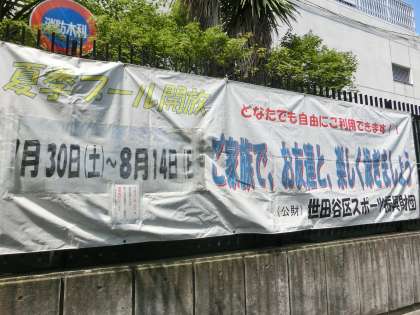 消防水利
夏季プール開放
月30日(土)~8月14日
どなたでも自由にご利用できます!!
ご家族で、お友達と、楽しくおよぎましょう
(公財)世田谷区スポーツ振興財団